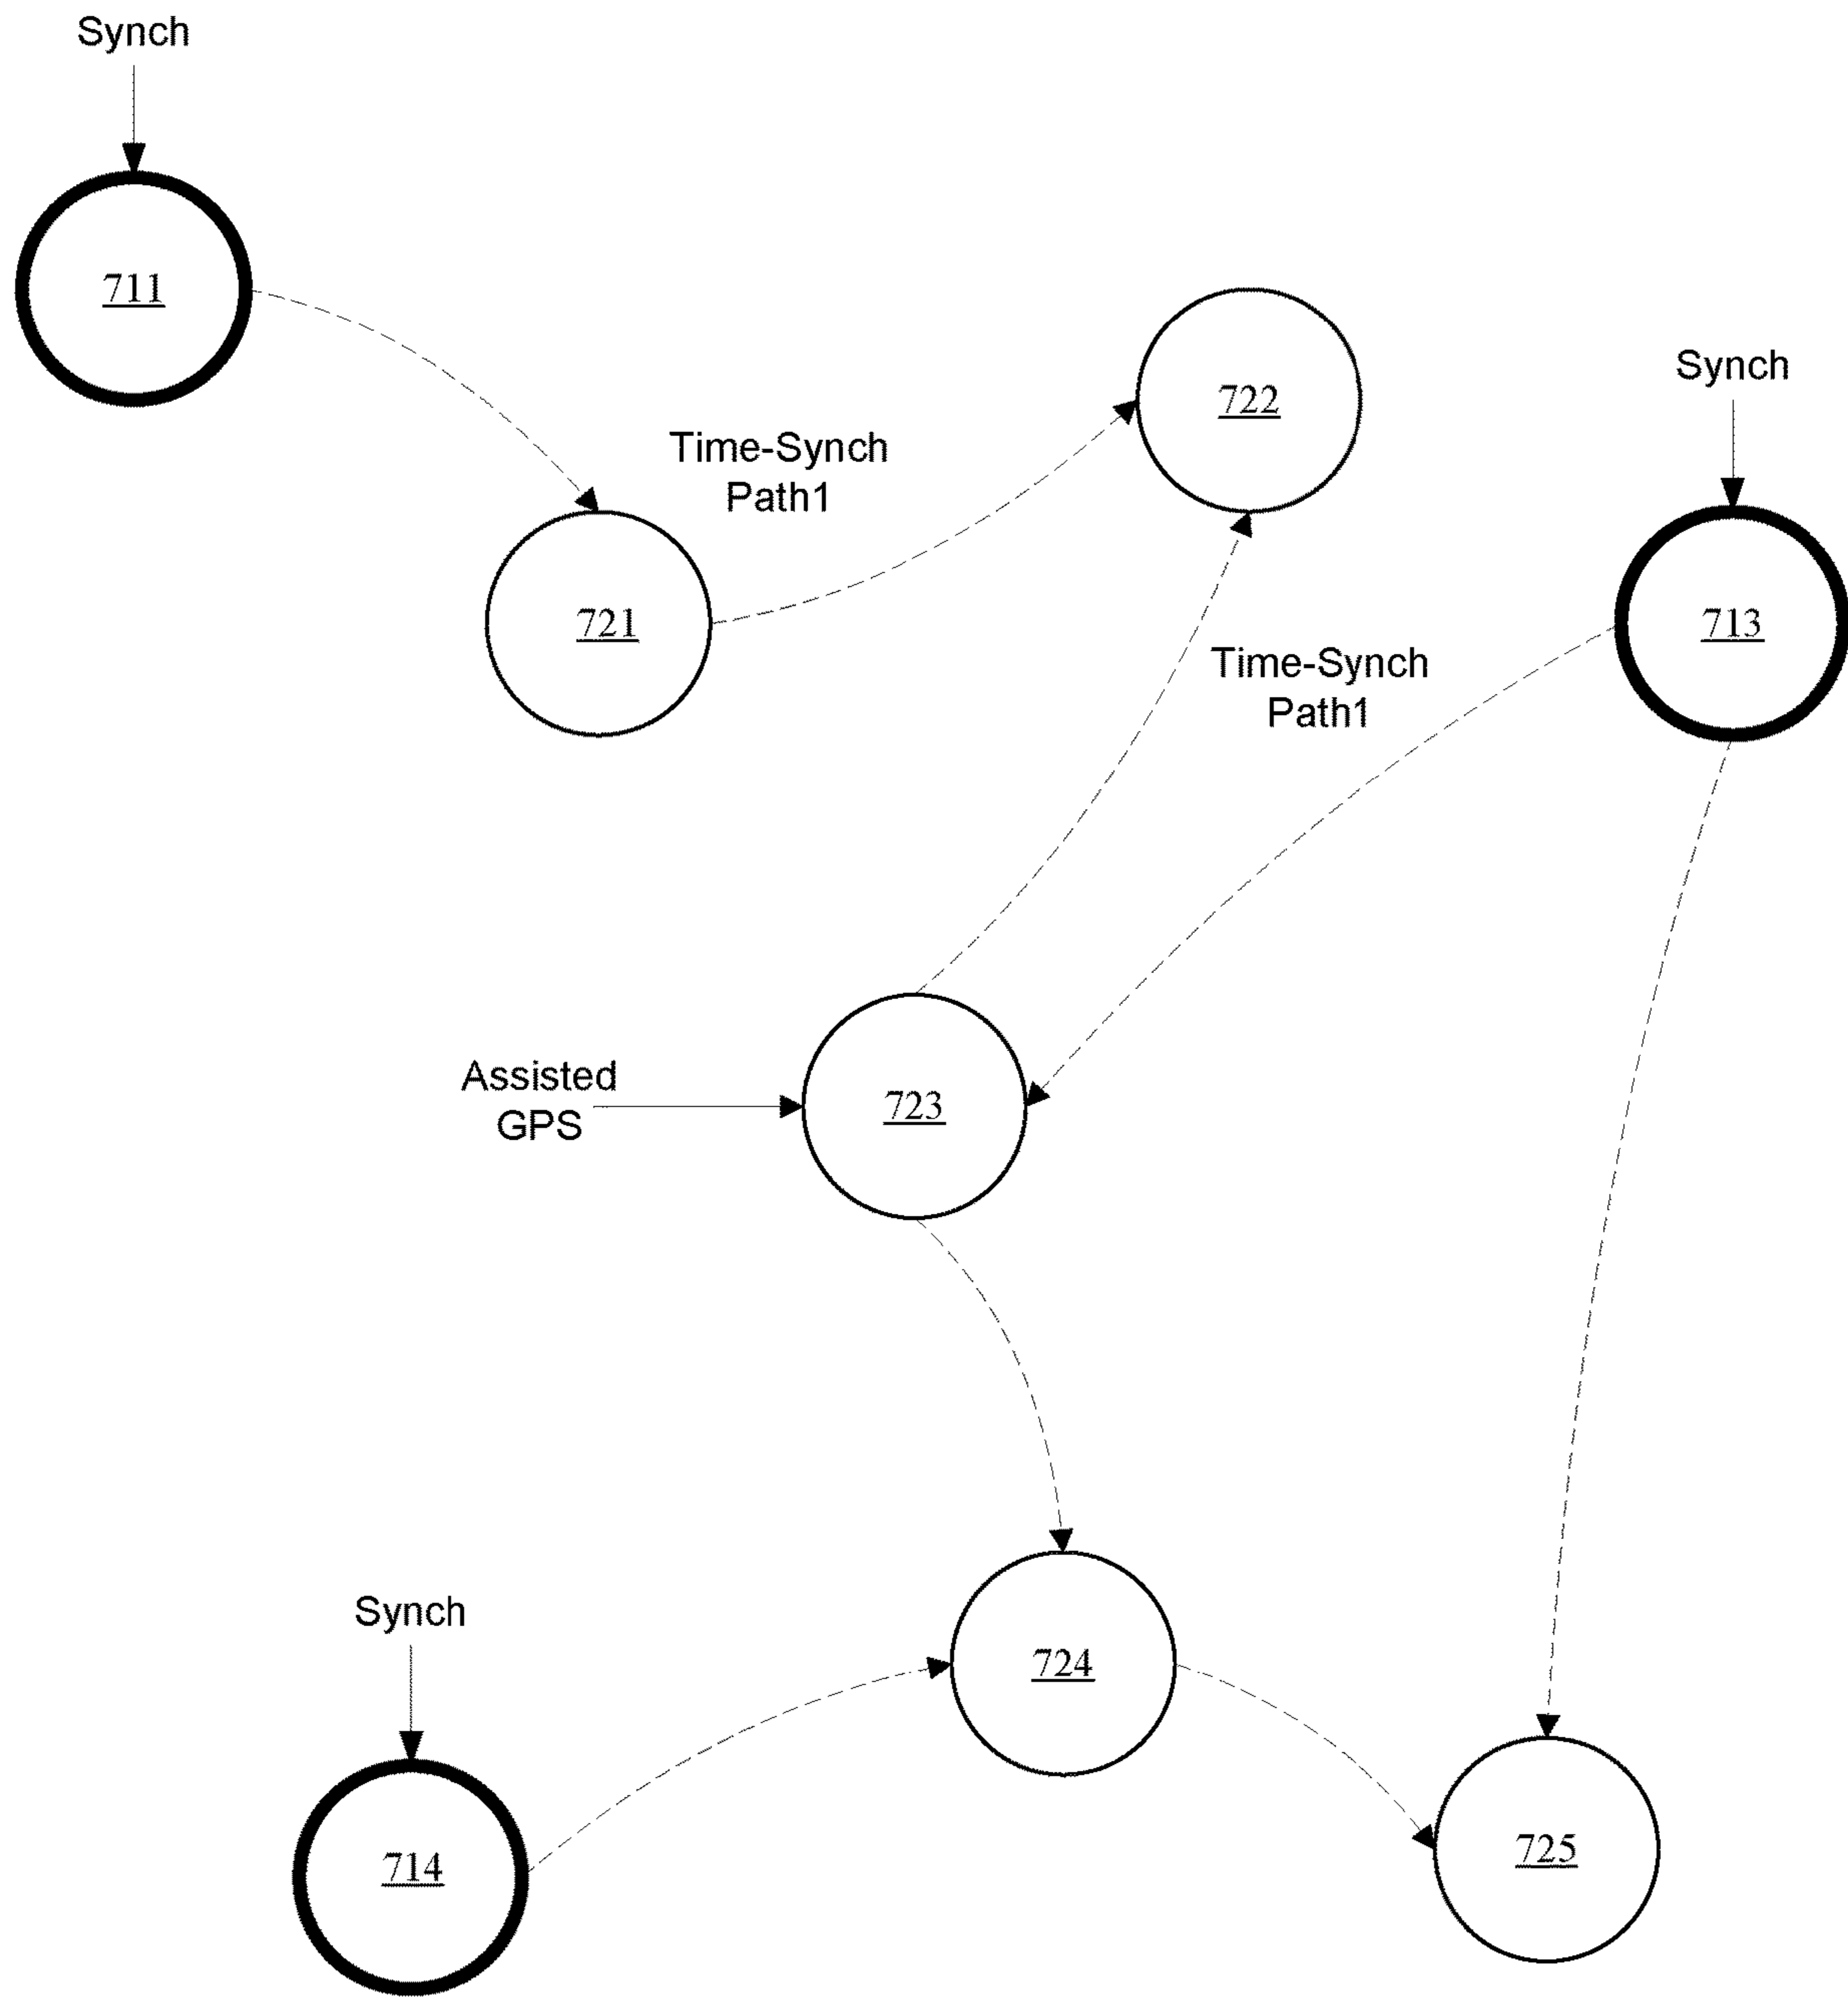 Synch
711
722
Synch
Time-Synch
Path1
721
713
Time-Synch
Path1
Assisted
GPS
723
Synch
724
725
714